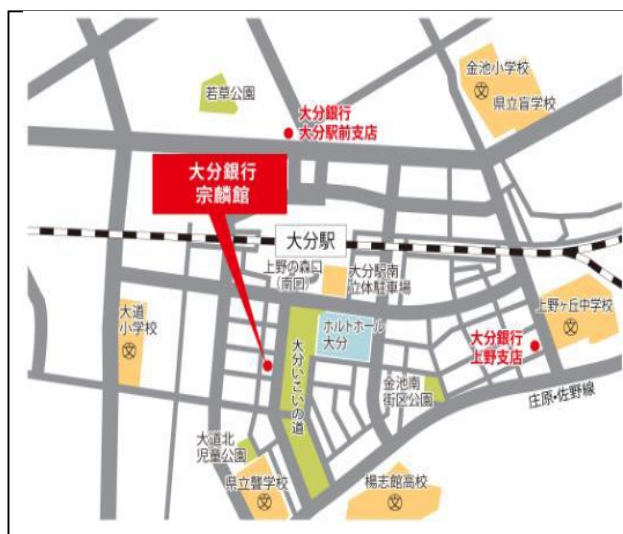 金池小学校
文
県立盲学校
若草公園
大分銀行
大分駅前支店
大分銀行
宗麟館
大分駅
上野の森口
(南口)
大分駅南
立体駐車場
大道
小学校
文
ホルトホール
大分
上野ヶ丘中学校
文
大分銀行
上野支店
大分いこいの道
金池南
街区公園
庄原・佐野線
大道北
児童公園
県立聾学校
文
楊志館高校
文